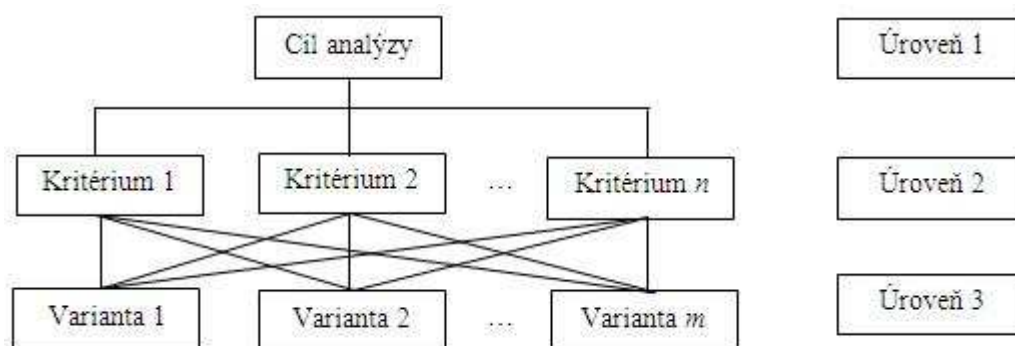 Cíl analýzy
Úroveň 1
Kritérium 1
Kritérium 2
...
Kritérium n
Úroveň 2
Varianta 1
Varianta 2
...
Varianta m
Úroveň 3